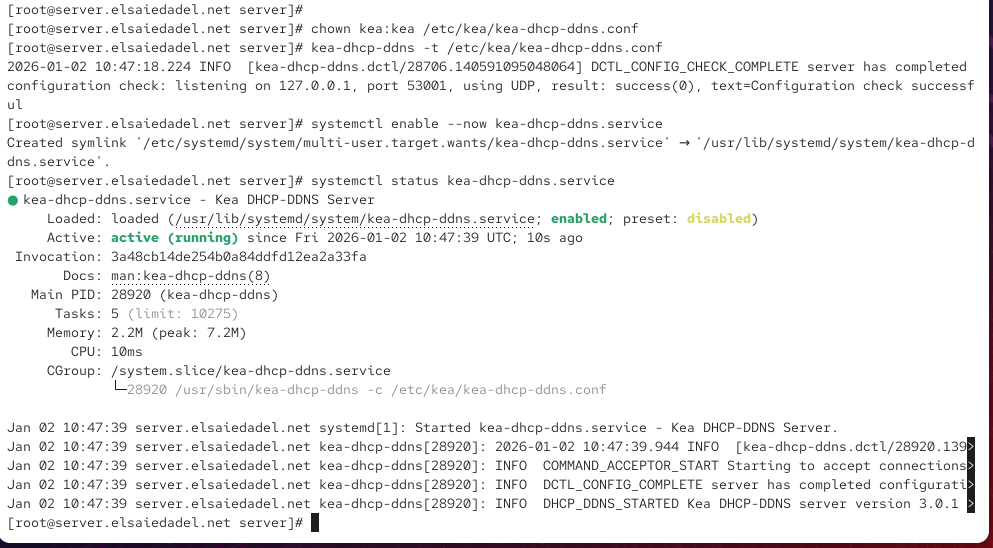 [root@server.elsaiedadel.net server]#
[root@server.elsaiedadel.net server]# chown kea:kea /etc/kea/kea-dhcp-ddns.conf
[root@server.elsaiedadel.net server]# kea-dhcp-ddns -t /etc/kea/kea-dhcp-ddns.conf
2026-01-02 10:47:18.224 INFO  [kea-dhcp-ddns.dctl/28706.140591095048064] DCTL_CONFIG_CHECK_COMPLETE server has completed
configuration check: listening on 127.0.0.1, port 53001, using UDP, result: success(0), text=Configuration check successf
ul
[root@server.elsaiedadel.net server]# systemctl enable --now kea-dhcp-ddns.service
Created symlink '/etc/systemd/system/multi-user.target.wants/kea-dhcp-ddns.service' → '/usr/lib/systemd/system/kea-dhcp-d
dns.service'.
[root@server.elsaiedadel.net server]# systemctl status kea-dhcp-ddns.service
● kea-dhcp-ddns.service - Kea DHCP-DDNS Server
     Loaded: loaded (/usr/lib/systemd/system/kea-dhcp-ddns.service; enabled; preset: disabled)
     Active: active (running) since Fri 2026-01-02 10:47:39 UTC; 10s ago
 Invocation: 3a48cb14de254b0a84ddfd12ea2a33fa
       Docs: man:kea-dhcp-ddns(8)
   Main PID: 28920 (kea-dhcp-ddns)
      Tasks: 5 (limit: 10275)
     Memory: 2.2M (peak: 7.2M)
        CPU: 10ms
     CGroup: /system.slice/kea-dhcp-ddns.service
             └─28920 /usr/sbin/kea-dhcp-ddns -c /etc/kea/kea-dhcp-ddns.conf
Jan 02 10:47:39 server.elsaiedadel.net systemd[1]: Started kea-dhcp-ddns.service - Kea DHCP-DDNS Server.
Jan 02 10:47:39 server.elsaiedadel.net kea-dhcp-ddns[28920]: 2026-01-02 10:47:39.944 INFO  [kea-dhcp-ddns.dctl/28920.139>
Jan 02 10:47:39 server.elsaiedadel.net kea-dhcp-ddns[28920]: INFO  COMMAND_ACCEPTOR_START Starting to accept connections>
Jan 02 10:47:39 server.elsaiedadel.net kea-dhcp-ddns[28920]: INFO  DCTL_CONFIG_COMPLETE server has completed configurati>
Jan 02 10:47:39 server.elsaiedadel.net kea-dhcp-ddns[28920]: INFO  DHCP_DDNS_STARTED Kea DHCP-DDNS server version 3.0.1 >
[root@server.elsaiedadel.net server]#